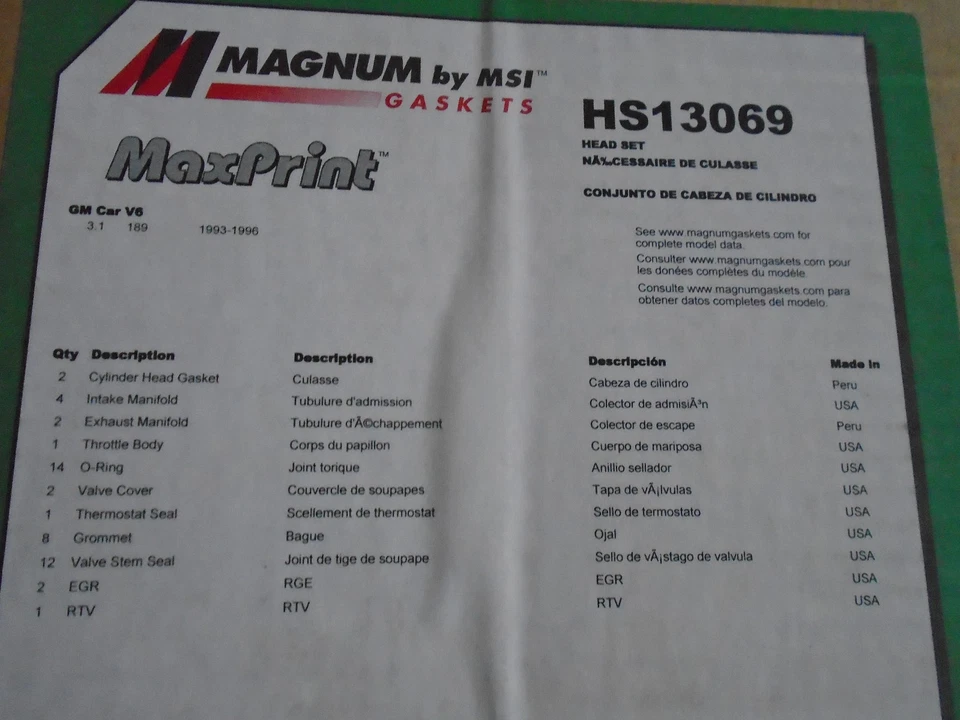 MAGNUM by MSI™
GASKETS
MaxPrint™
HS13069
HEAD SET
NÃ‰CESSAIRE DE CULASSE
CONJUNTO DE CABEZA DE CILINDRO
GM Car V6
3.1 189 1993-1996
See www.magnumgaskets.com for
complete model data.
Consulter www.magnumgaskets.com pour
les donées complètes du modèle
Consulte www.magnumgaskets.com para
obtener datos completes del modelo.
Qty Description Description Descripción Made In
2 Cylinder Head Gasket Culasse Cabeza de cilindro Peru
4 Intake Manifold Tubulure d'admission Colector de admisiÃ³n USA
2 Exhaust Manifold Tubulure d'Ã©chappement Colector de escape Peru
1 Throttle Body Corps du papillon Cuerpo de mariposa USA
14 O-Ring Joint torique Anillio sellador USA
2 Valve Cover Couvercle de soupapes Tapa de vÃ¡lvulas USA
1 Thermostat Seal Scellement de thermostat Sello de termostato USA
8 Grommet Bague Ojal USA
12 Valve Stem Seal Joint de tige de soupape Sello de vÃ¡stago de valvula USA
2 EGR RGE EGR USA
1 RTV RTV RTV USA